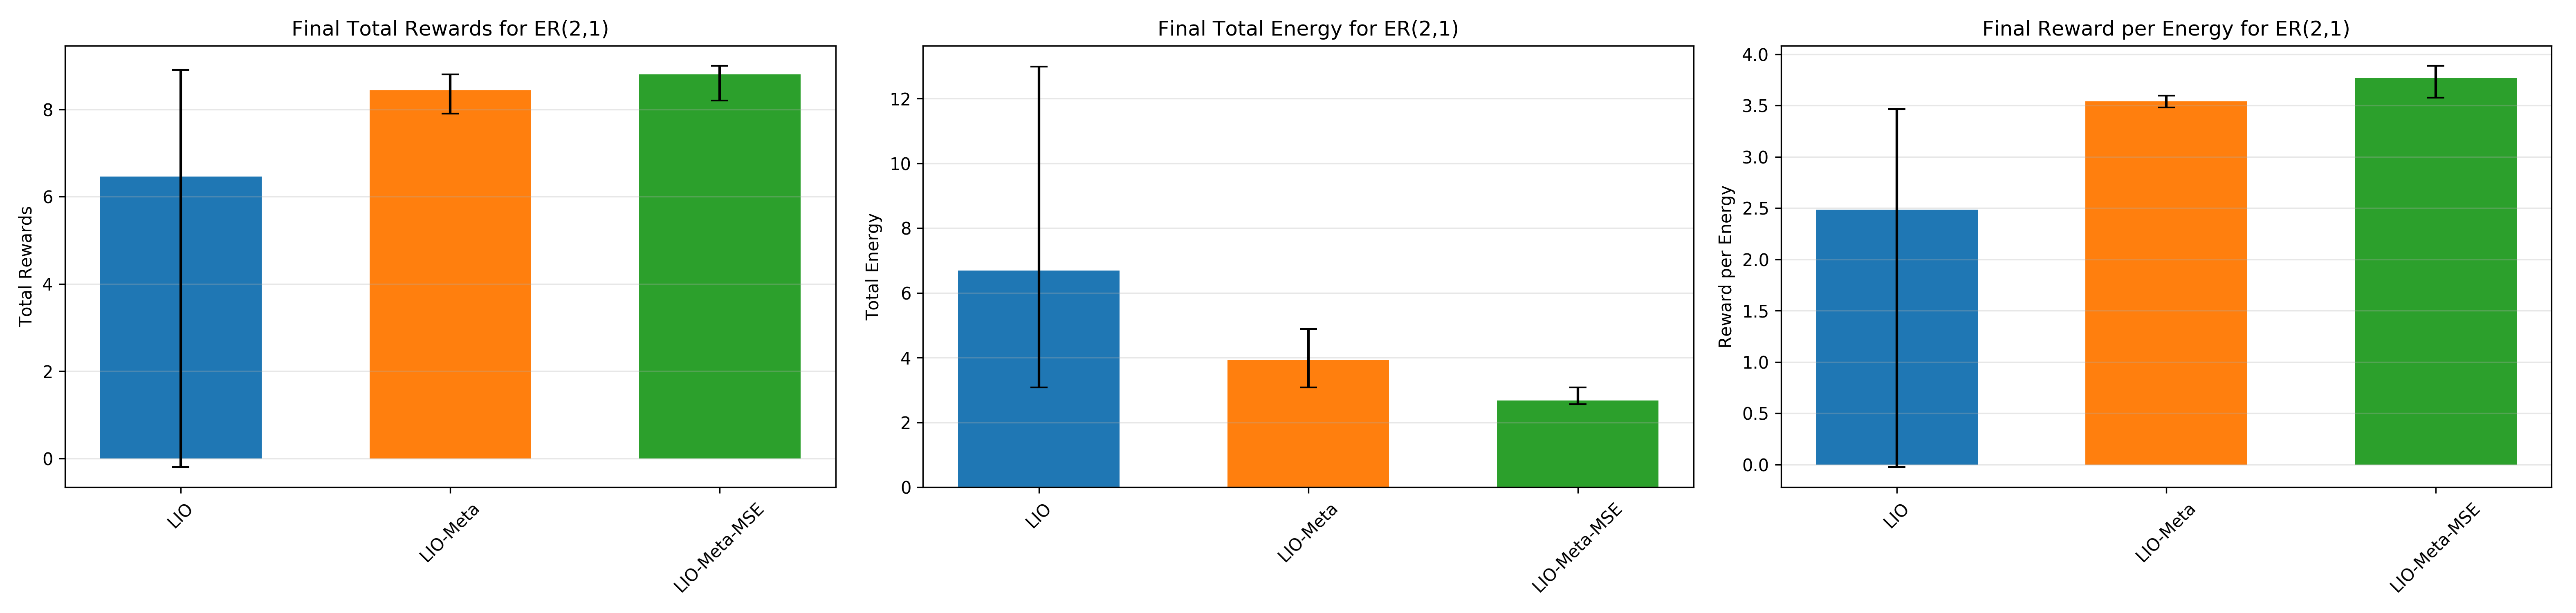 Final Total Rewards for ER(2,1)
Total Rewards
8
6
4
2
0
LIO
LIO-Meta
LIO-Meta-MSE
Final Total Energy for ER(2,1)
Total Energy
12
10
8
6
4
2
0
LIO
LIO-Meta
LIO-Meta-MSE
Final Reward per Energy for ER(2,1)
Reward per Energy
4.0
3.5
3.0
2.5
2.0
1.5
1.0
0.5
0.0
LIO
LIO-Meta
LIO-Meta-MSE